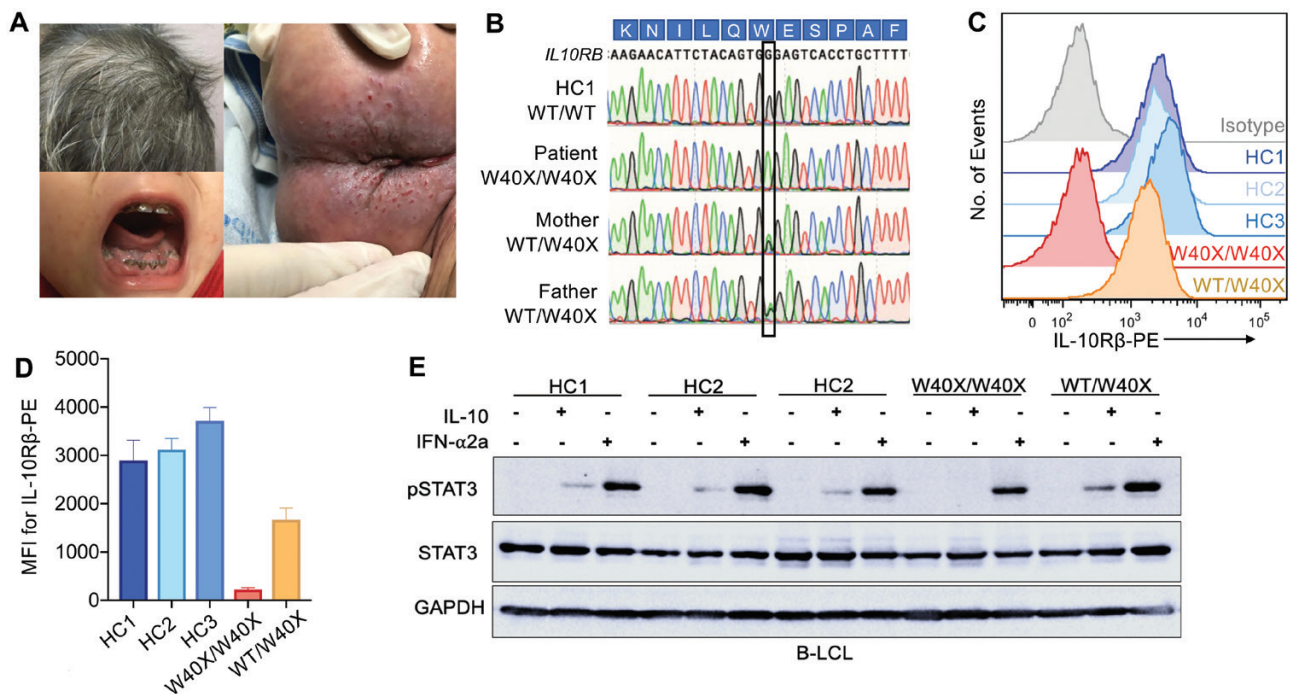 A
B
K N I L Q W E S P A F
IL10RB
CAAGAACATTCTACAGTGGGAGTCACCTGCTTTT
HC1
WT/WT
Patient
W40X/W40X
Mother
WT/W40X
Father
WT/W40X
C
No. of Events
Isotype
HC1
HC2
HC3
W40X/W40X
WT/W40X
0 10² 10³ 10⁴ 10⁵
IL-10Rβ-PE
D
MFI for IL-10Rβ-PE
5000
4000
3000
2000
1000
0
HC1 HC2 HC3 W40X/W40X WT/W40X
E
HC1 HC2 HC2 W40X/W40X WT/W40X
IL-10 - + - + - + - + - +
IFN-α2a - - + - - + - - + - - + - - +
pSTAT3
STAT3
GAPDH
B-LCL